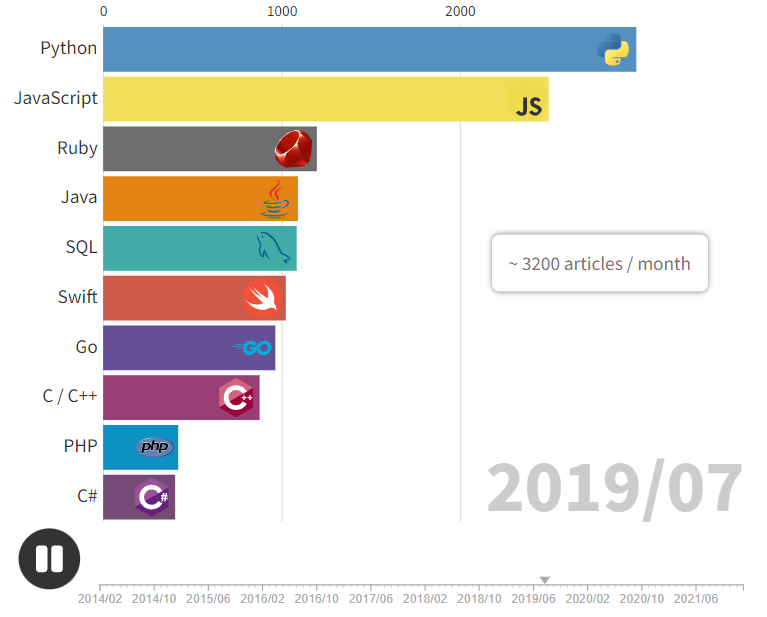 0 1000 2000
Python
JavaScript JS
Ruby
Java
SQL
~ 3200 articles / month
Swift
Go GO
C / C++ C++
PHP php
C# C#
2019/07
2014/02 2014/10 2015/06 2016/02 2016/10 2017/06 2018/02 2018/10 2019/06 2020/02 2020/10 2021/06